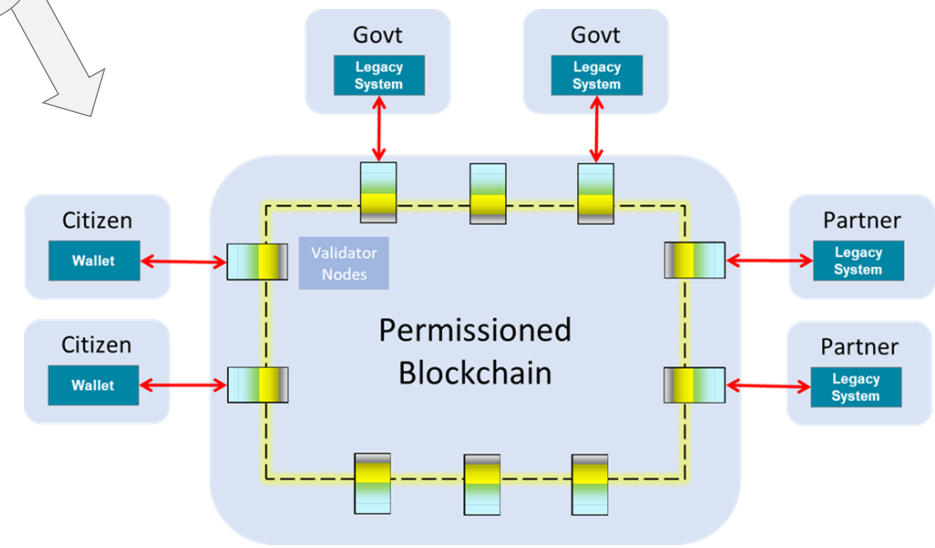 Govt
Legacy
System
Govt
Legacy
System
Citizen
Wallet
Validator
Nodes
Partner
Legacy
System
Permissioned
Blockchain
Citizen
Wallet
Partner
Legacy
System